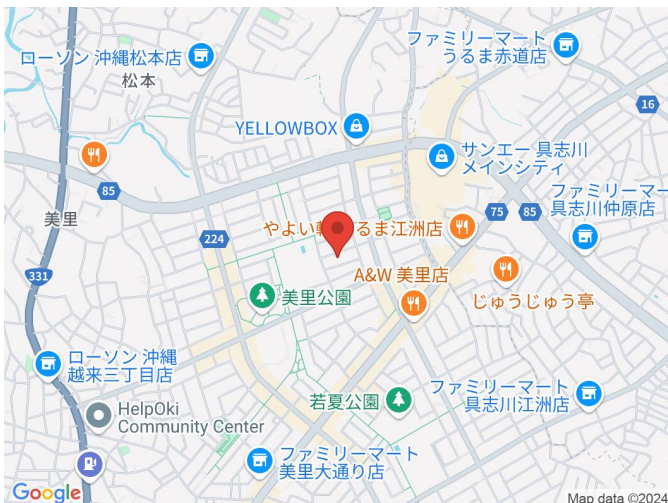 ファミリーマート
うるま赤道店
ローソン 沖縄松本店
松本
16
YELLOWBOX
サンエー 具志川
メインシティ
85
ファミリーマー
具志川仲原店
75
85
美里
224
やよい軒
るま江洲店
331
A&W 美里店
じゅうじゅう亭
美里公園
ローソン 沖縄
越来三丁目店
ファミリーマート
具志川江洲店
若夏公園
HelpOki
Community Center
ファミリーマート
美里大通り店
Google
Map data ©2024